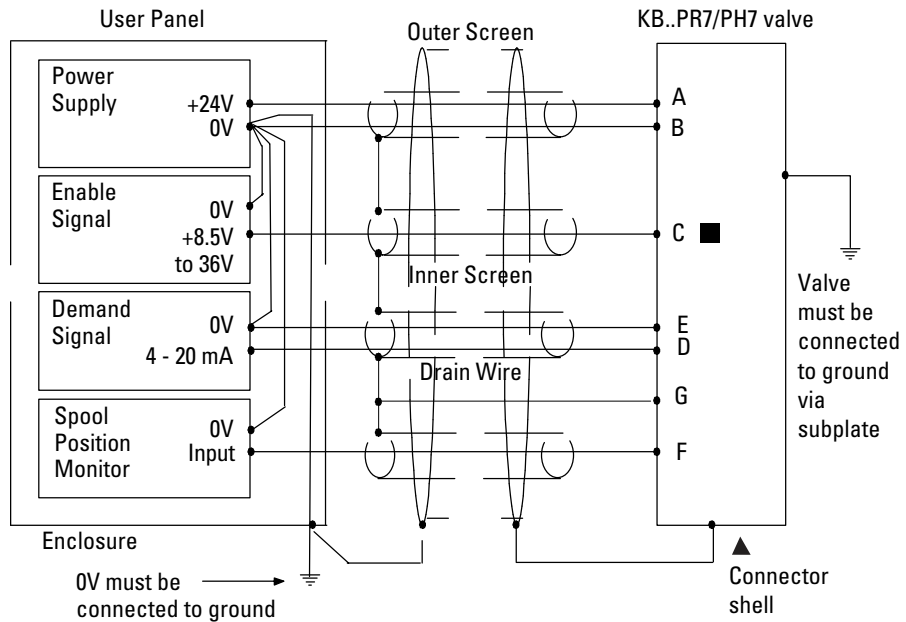 User Panel
Outer Screen
KB..PR7/PH7 valve
Power
Supply
+24V
0V
A
B
Enable
Signal
0V
+8.5V
to 36V
C
Inner Screen
Demand
Signal
0V
4 - 20 mA
E
D
Drain Wire
G
Spool
Position
Monitor
0V
Input
F
Valve
must be
connected
to ground
via
subplate
Enclosure
0V must be
connected to ground
Connector
shell